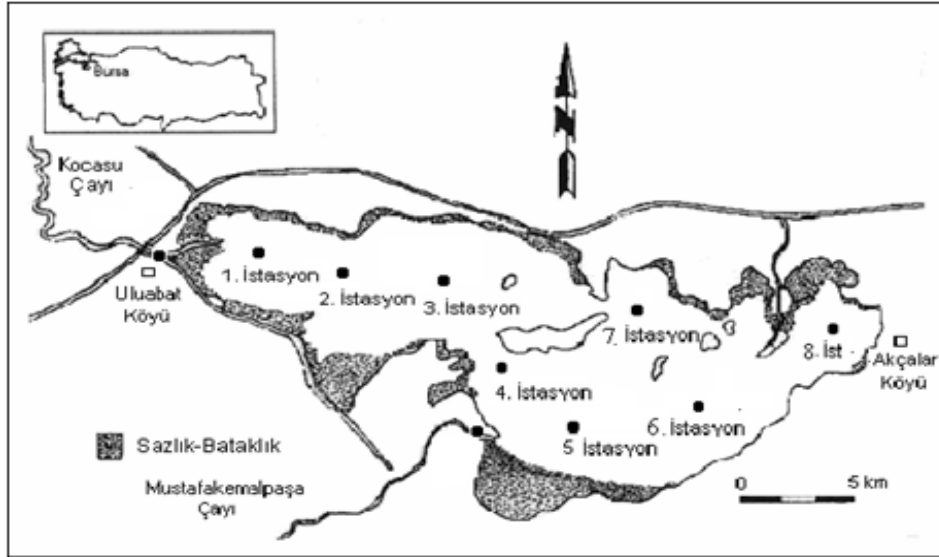 Bursa
Kocasu
Çayı
N
1. İstasyon
2. İstasyon
3. İstasyon
Uluabat
Köyü
7. İstasyon
8. İst
Akçalar
Köyü
4. İstasyon
6. İstasyon
5 İstasyon
Sazlık-Bataklık
Mustafakemalpaşa
Çayı
0 5 km